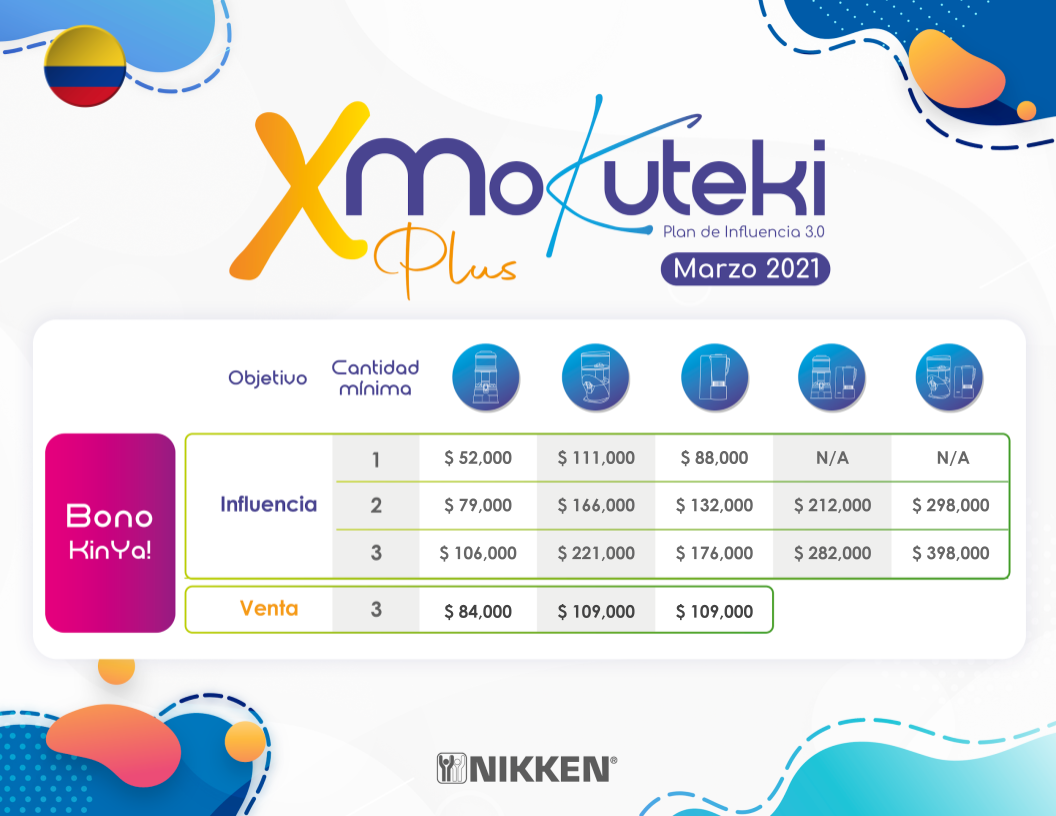 XMoKuteki
Plus
Plan de Influencia 3.0
Marzo 2021
Objetivo
Cantidad
mínima
Bono
KinYa!
Influencia
1 $ 52,000 $ 111,000 $ 88,000 N/A N/A
2 $ 79,000 $ 166,000 $ 132,000 $ 212,000 $ 298,000
3 $ 106,000 $ 221,000 $ 176,000 $ 282,000 $ 398,000
Venta 3 $ 84,000 $ 109,000 $ 109,000
NIKKEN®